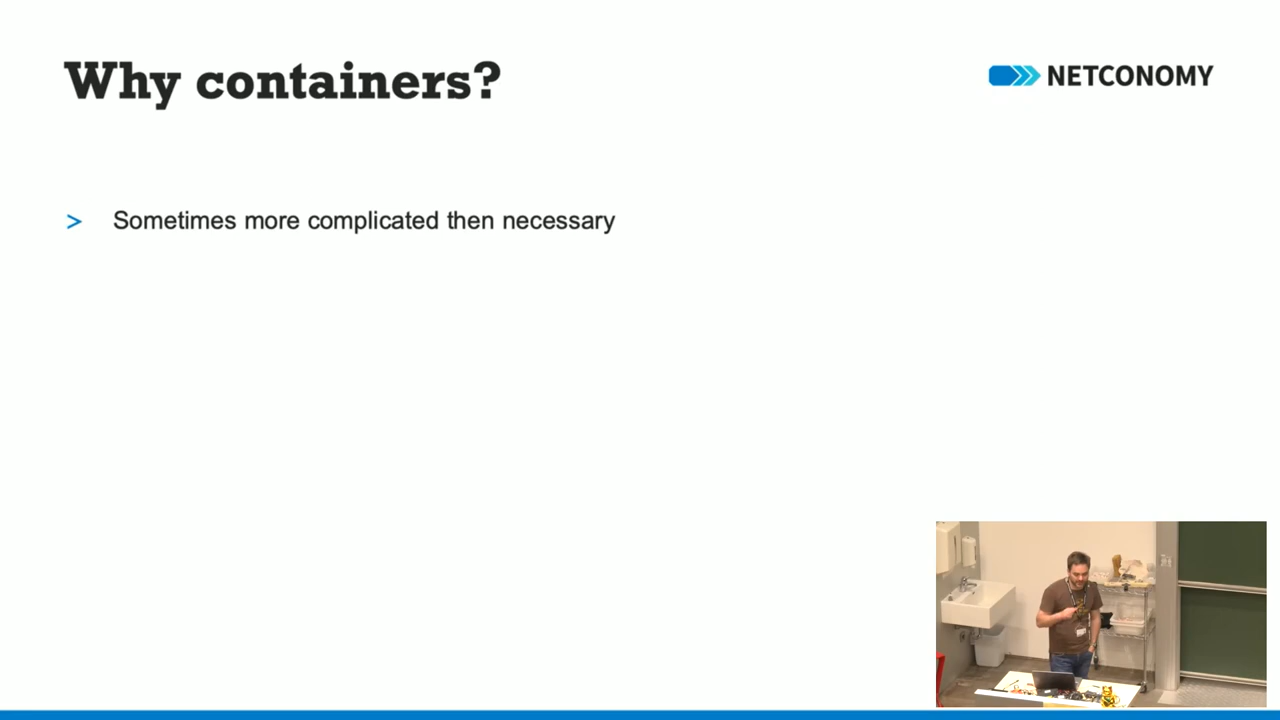 Why containers?
NETCONOMY
> Sometimes more complicated then necessary